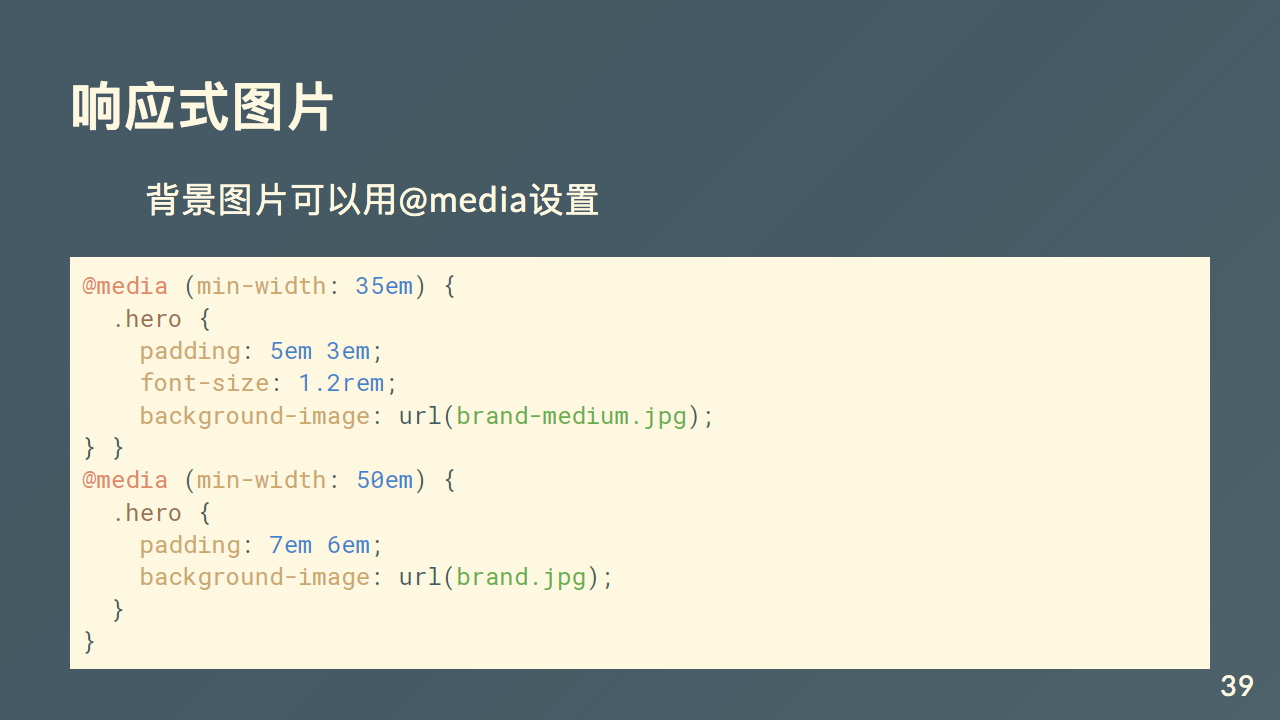 响应式图片
背景图片可以用@media设置
@media (min-width: 35em) {
  .hero {
    padding: 5em 3em;
    font-size: 1.2rem;
    background-image: url(brand-medium.jpg);
} }
@media (min-width: 50em) {
  .hero {
    padding: 7em 6em;
    background-image: url(brand.jpg);
  }
}
39